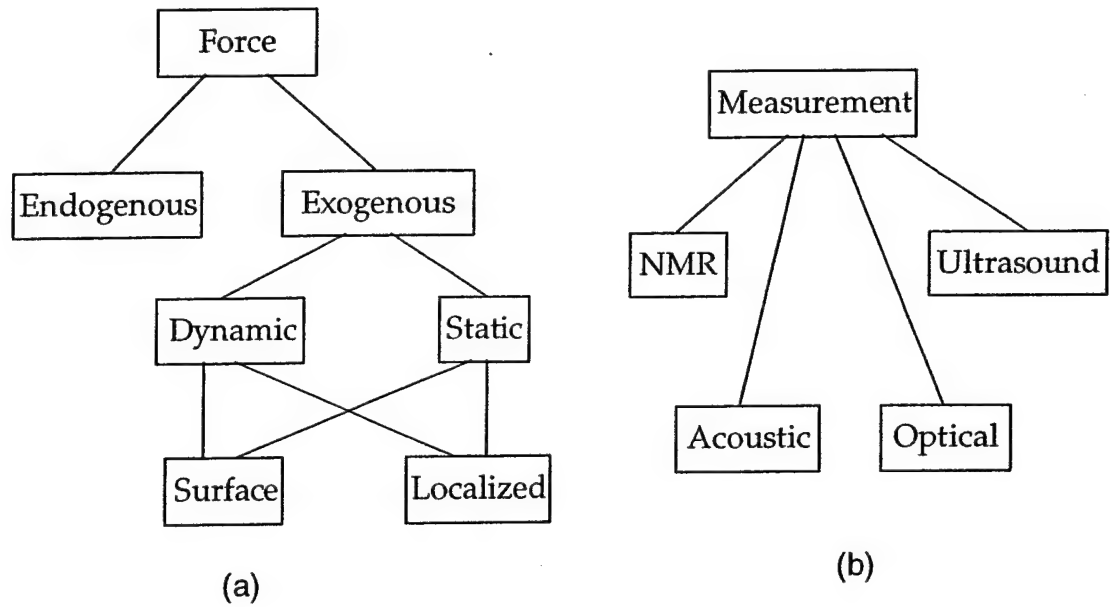 Force
Endogenous
Exogenous
Dynamic
Static
Surface
Localized
(a)
Measurement
NMR
Ultrasound
Acoustic
Optical
(b)